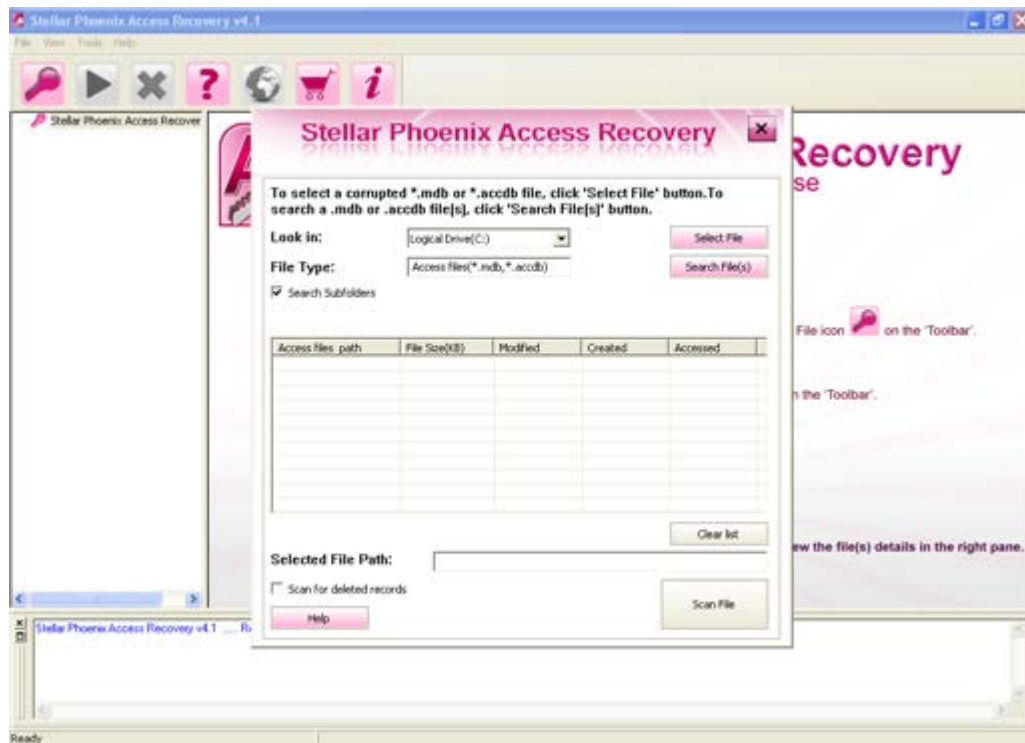 Stellar Phoenix Access Recovery v4.1
File View Tools Help
Stellar Phoenix Access Recover
Recovery
se
File icon on the 'Toolbar'.
n the 'Toolbar'.
ew the file(s) details in the right pane.
Stellar Phoenix Access Recovery
To select a corrupted *.mdb or *.accdb file, click 'Select File' button.To
search a .mdb or .accdb file[s], click 'Search File[s]' button.
Look in: Logical Drive(C:) Select File
File Type: Access files(*.mdb,*.accdb) Search File(s)
Search Subfolders
Access files path File Size(KB) Modified Created Accessed
Clear list
Selected File Path:
Scan for deleted records
Scan File
Help
Stellar Phoenix Access Recovery v4.1 .... R
Ready